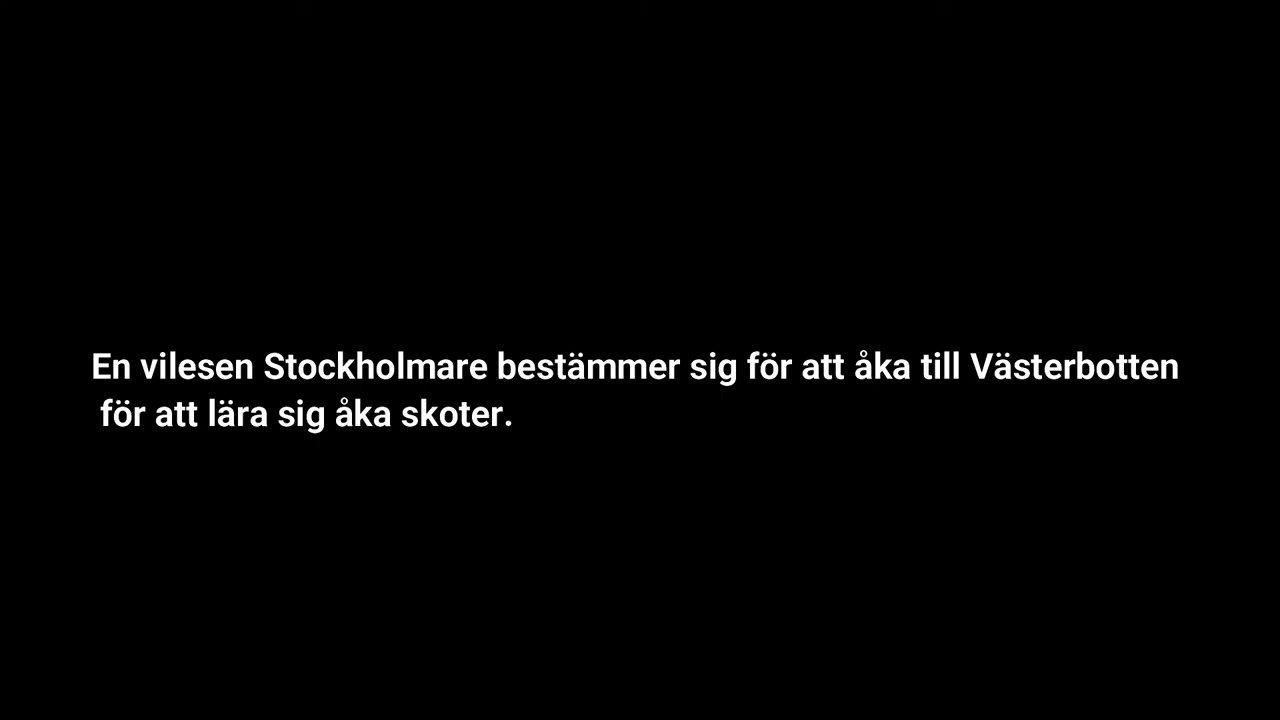 En vilesen Stockholmare bestämmer sig för att åka till Västerbotten
för att lära sig åka skoter.